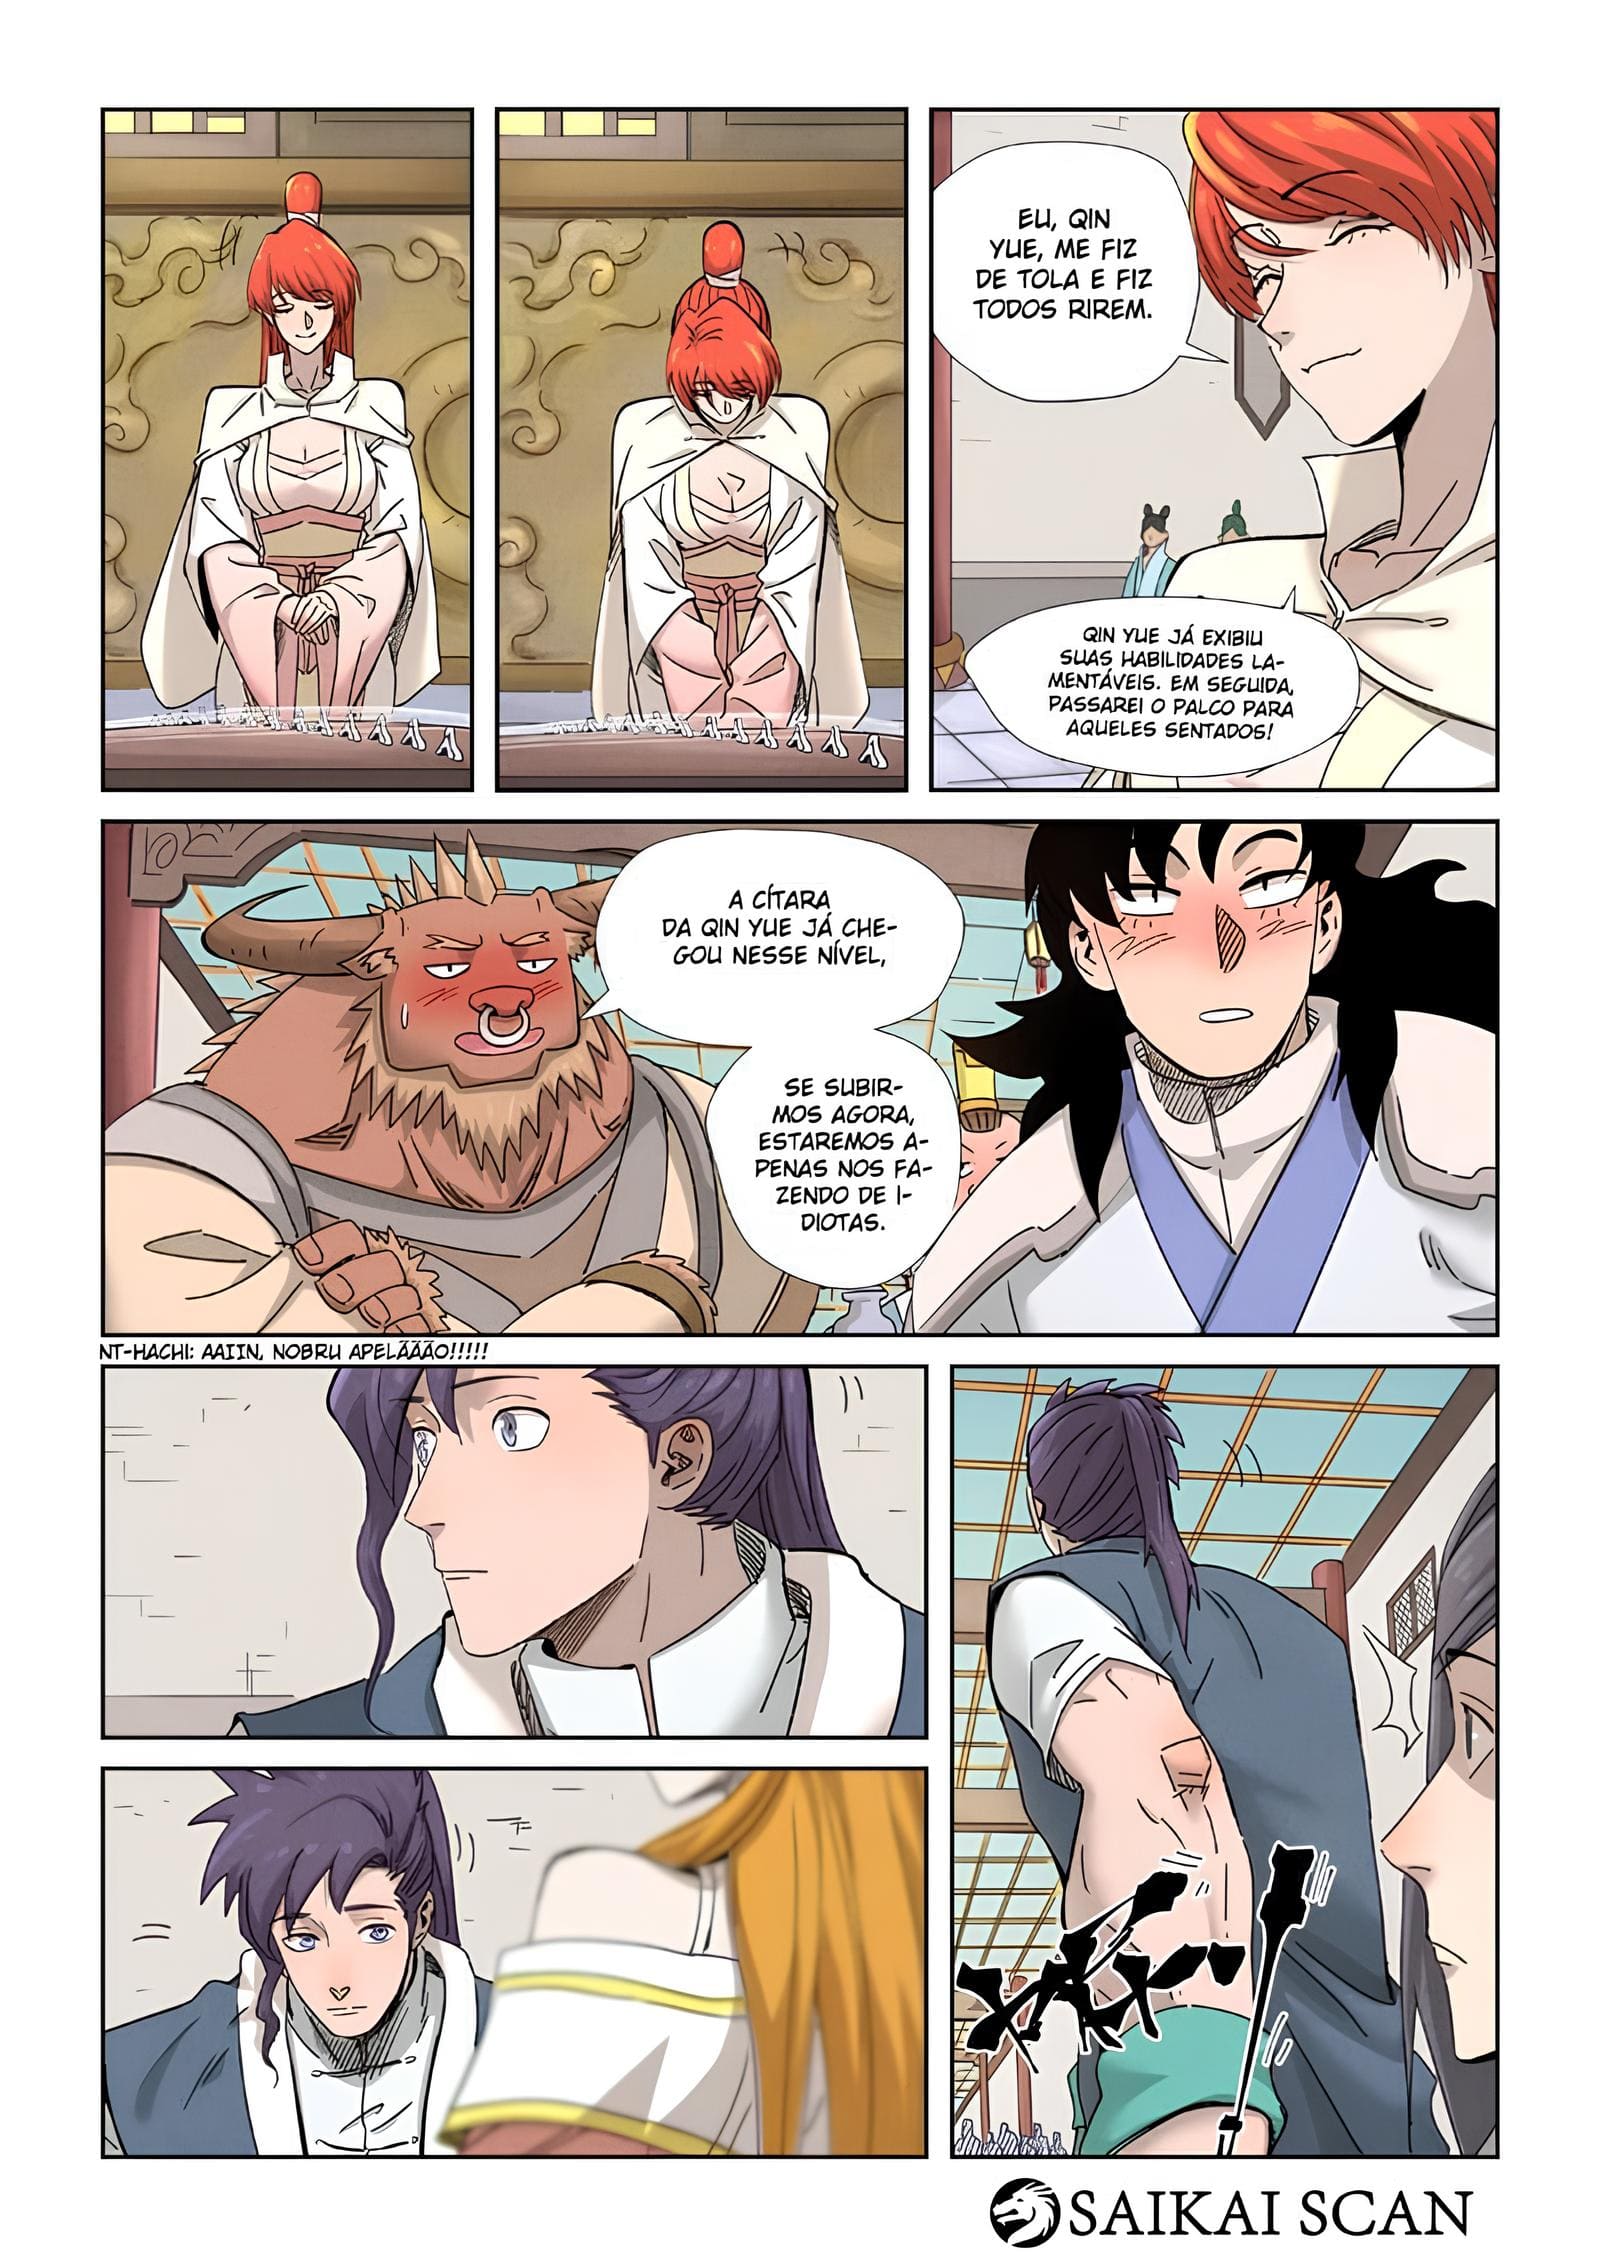 EU, QIN
YUE, ME FIZ
DE TOLA E FIZ
TODOS RIREM.
QIN YUE JÁ EXIBIU
SUAS HABILIDADES LA-
MENTÁVEIS. EM SEGUIDA,
PASSAREI O PALCO PARA
AQUELES SENTADOS!
A CÍTARA
DA QIN YUE JÁ CHE-
GOU NESSE NÍVEL,
SE SUBIR-
MOS AGORA,
ESTAREMOS A-
PENAS NOS FA-
ZENDO DE I-
DIOTAS.
NT-HACHI: AAIIN, NOBRU APELÃÃÃO!!!!!
SAIKAI SCAN